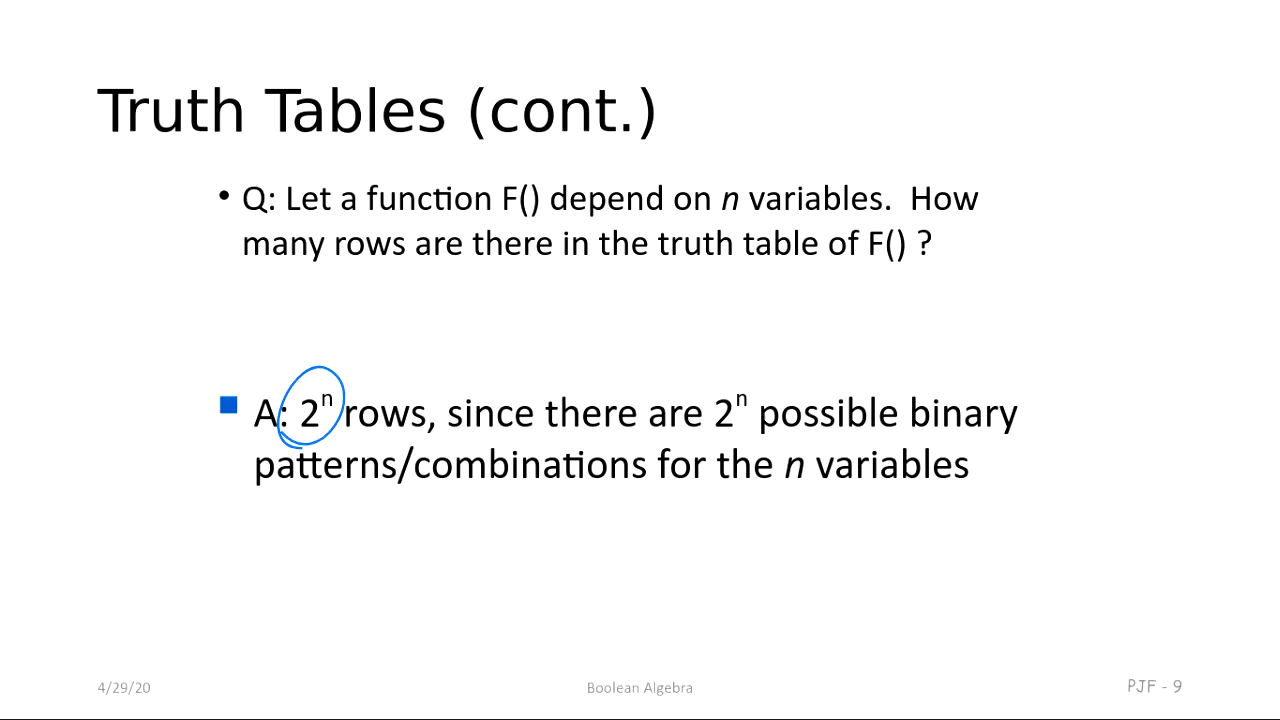 Truth Tables (cont.)
• Q: Let a function F() depend on n variables.  How
many rows are there in the truth table of F() ?
■ A: 2ⁿ rows, since there are 2ⁿ possible binary
patterns/combinations for the n variables
4/29/20
Boolean Algebra
PJF - 9